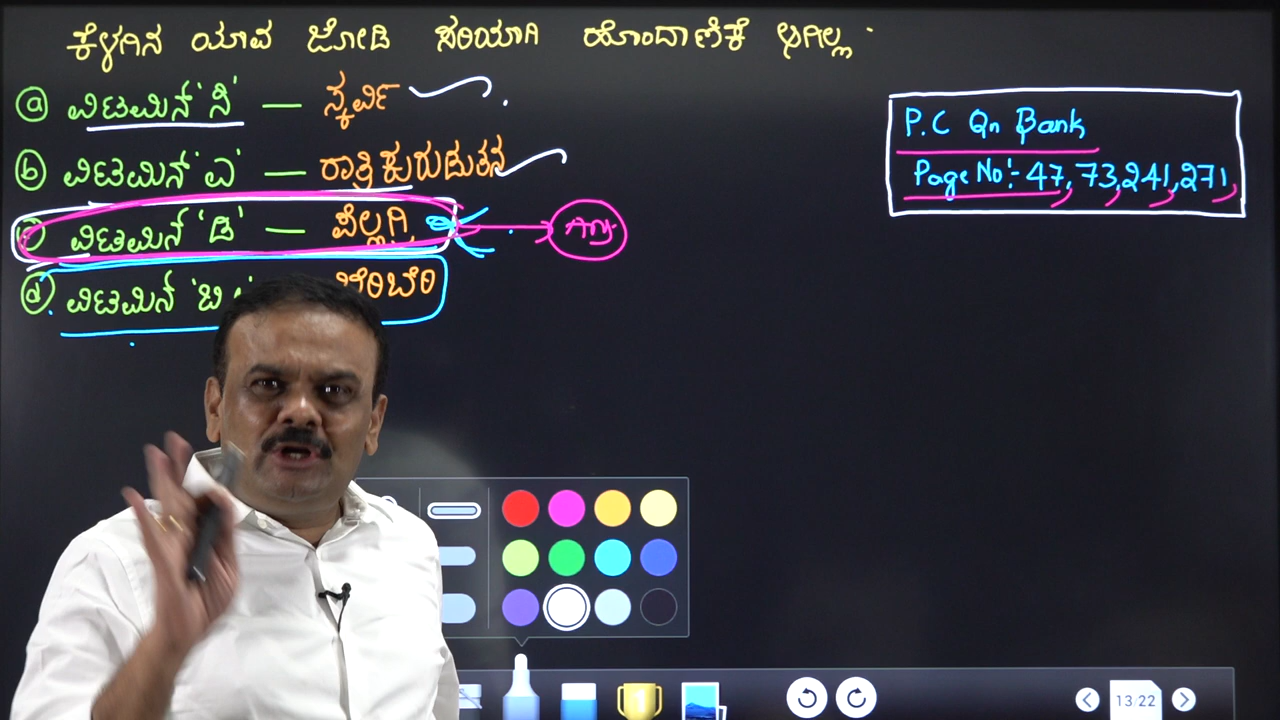 ಕೆಳಗಿನ ಯಾವ ಜೋಡಿ ಸರಿಯಾಗಿ ಹೊಂದಾಣಿಕೆ ಆಗಿಲ್ಲ.
ⓐ ವಿಟಮಿನ್ 'ಸಿ' — ಸ್ಕರ್ವಿ
ⓑ ವಿಟಮಿನ್ 'ಎ' — ರಾತ್ರಿ ಕುರುಡುತನ
ವಿಟಮಿನ್ 'ಡಿ' — ಪೆಲ್ಲಗ್ರಿ Ans
ⓓ ವಿಟಮಿನ್ 'ಬಿ ಬೆರಿಬೆರಿ
P.C Qn Bank
Page No:- 47, 73, 241, 271,
13/22